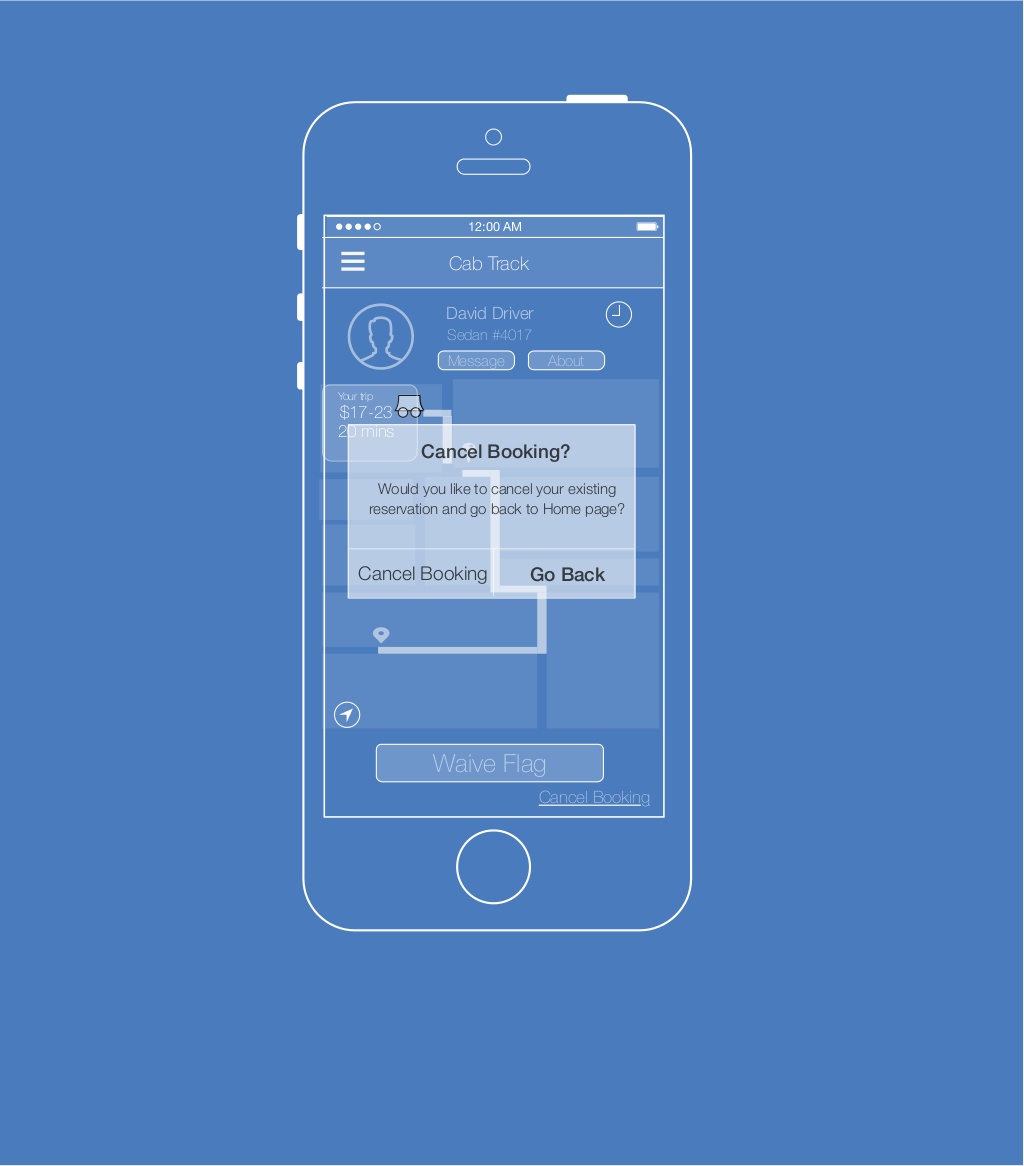 12:00 AM
Cab Track
David Driver
Sedan #4017
Message
About
Your trip
$17-23
20 mins
Cancel Booking?
Would you like to cancel your existing
reservation and go back to Home page?
Cancel Booking
Go Back
Waive Flag
Cancel Booking